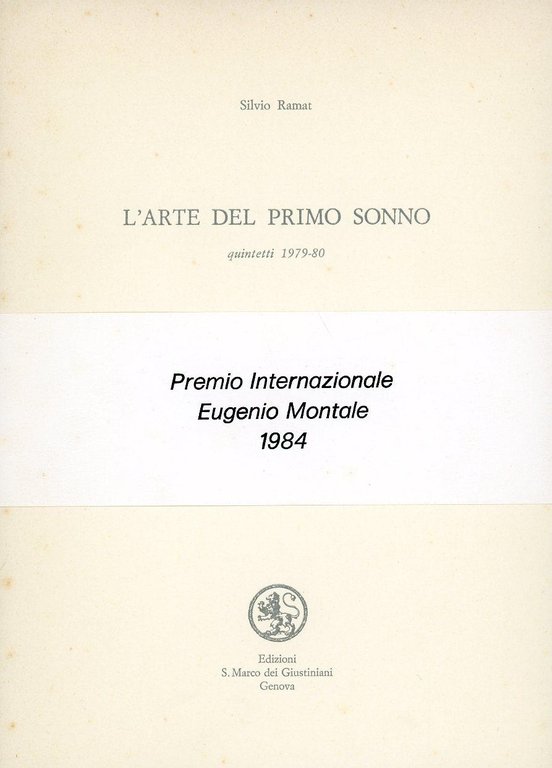 Silvio Ramat
L'ARTE DEL PRIMO SONNO
quintetti 1979-80
Premio Internazionale
Eugenio Montale
1984
Edizioni
S. Marco dei Giustiniani
Genova